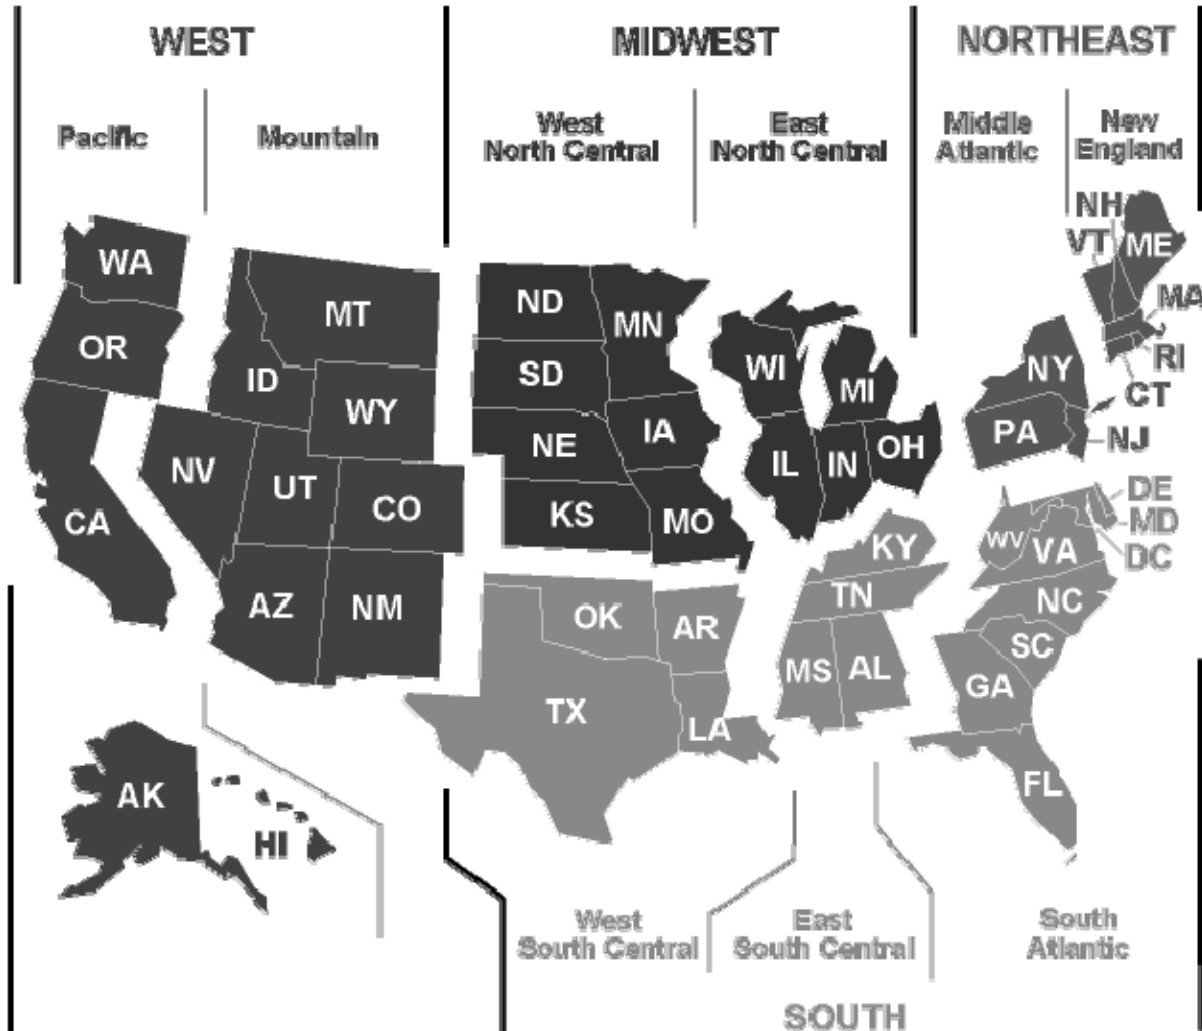 WEST
MIDWEST
NORTHEAST
Pacific
Mountain
West
North Central
East
North Central
Middle
Atlantic
New
England
WA
OR
CA
NV
ID
MT
WY
UT
CO
AZ
NM
AK
HI
ND
SD
NE
KS
MN
IA
MO
WI
MI
IL
IN
OH
NH
VT
ME
MA
RI
CT
NY
PA
NJ
OK
TX
AR
LA
KY
TN
MS
AL
DE
MD
DC
WV
VA
NC
SC
GA
FL
West
South Central
East
South Central
South
Atlantic
SOUTH